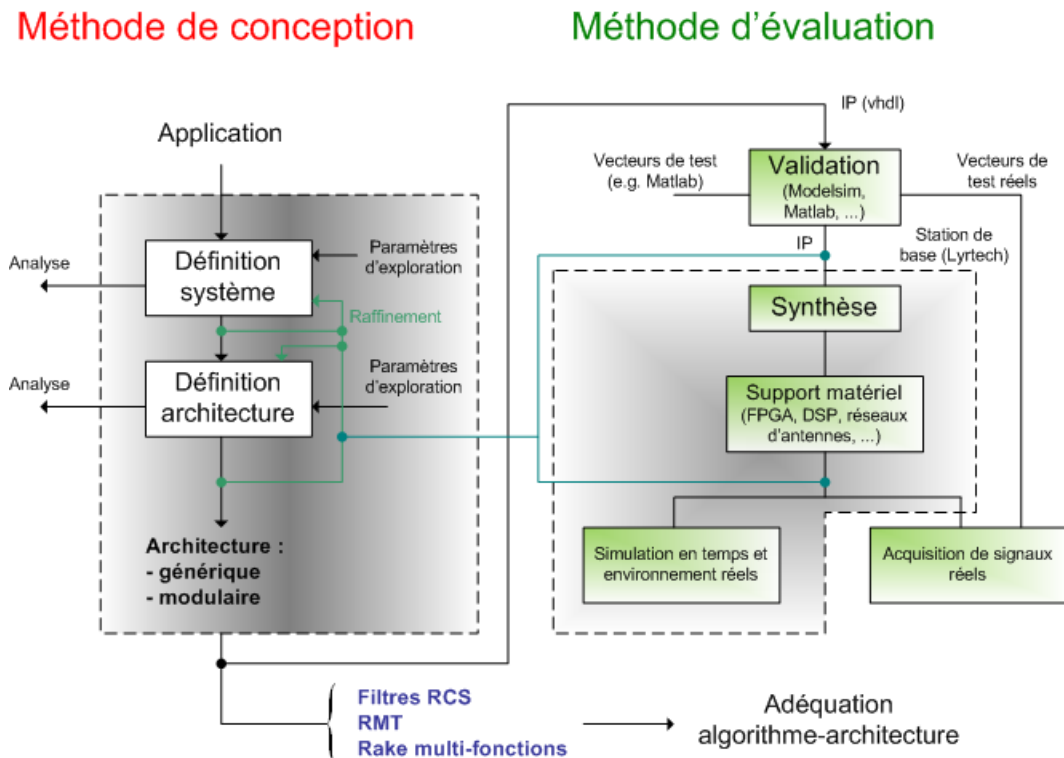 Méthode de conception
Méthode d'évaluation
IP (vhdl)
Application
Vecteurs de test
(e.g. Matlab)
Validation
(Modelsim,
Matlab, ...)
Vecteurs de
test réels
Analyse
Définition
système
Paramètres
d'exploration
IP
Station de
base (Lyrtech)
Raffinement
Synthèse
Analyse
Définition
architecture
Paramètres
d'exploration
Support matériel
(FPGA, DSP, réseaux
d'antennes, ...)
Architecture :
- générique
- modulaire
Simulation en temps et
environnement réels
Acquisition de signaux
réels
Filtres RCS
RMT
Rake multi-fonctions
Adéquation
algorithme-architecture